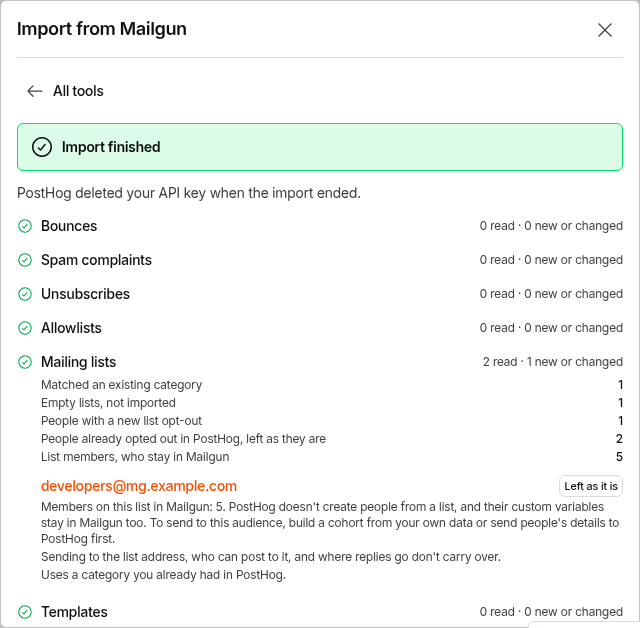 Import from Mailgun
All tools
Import finished
PostHog deleted your API key when the import ended.
Bounces 0 read · 0 new or changed
Spam complaints 0 read · 0 new or changed
Unsubscribes 0 read · 0 new or changed
Allowlists 0 read · 0 new or changed
Mailing lists 2 read · 1 new or changed
Matched an existing category 1
Empty lists, not imported 1
People with a new list opt-out 1
People already opted out in PostHog, left as they are 2
List members, who stay in Mailgun 5
developers@mg.example.com Left as it is
Members on this list in Mailgun: 5. PostHog doesn't create people from a list, and their custom variables
stay in Mailgun too. To send to this audience, build a cohort from your own data or send people's details to
PostHog first.
Sending to the list address, who can post to it, and where replies go don't carry over.
Uses a category you already had in PostHog.
Templates 0 read · 0 new or changed